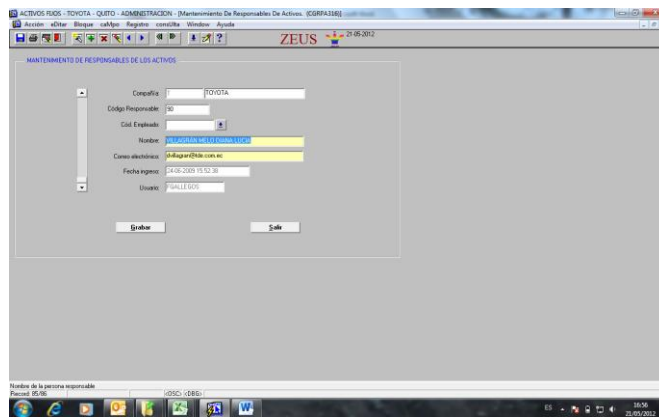 ACTIVOS FIJOS - TOYOTA - QUITO - ADMINISTRACION - [Mantenimiento De Responsables De Activos. (CGRFA316)]
Acción eDitar Bloque caMpo Registro consUlta Window Ayuda
ZEUS 21-05-2012
MANTENIMIENTO DE RESPONSABLES DE LOS ACTIVOS
Compañía: 1 TOYOTA
Código Responsable: 90
Cód. Empleado:
Nombre: VILLAGRÁN MELO DIANA LUCIA
Correo electrónico: dvillagran@tde.com.ec
Fecha ingreso: 24-06-2009 15:52:38
Usuario: FGALLEGOS
Grabar Salir
Nombre de la persona responsable
Record: 85/86 <OSC> <DBG>
ES 16:56
21/05/2012